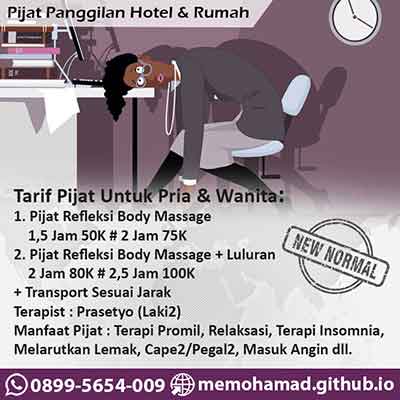 Pijat Panggilan Hotel & Rumah
Tarif Pijat Untuk Pria & Wanita:
1. Pijat Refleksi Body Massage
1,5 Jam 50K # 2 Jam 75K
2. Pijat Refleksi Body Massage + Luluran
2 Jam 80K # 2,5 Jam 100K
+ Transport Sesuai Jarak
Terapist : Prasetyo (Laki2)
Manfaat Pijat : Terapi Promil, Relaksasi, Terapi Insomnia,
Melarutkan Lemak, Cape2/Pegal2, Masuk Angin dll.
NEW NORMAL
0899-5654-009 memohamad.github.io